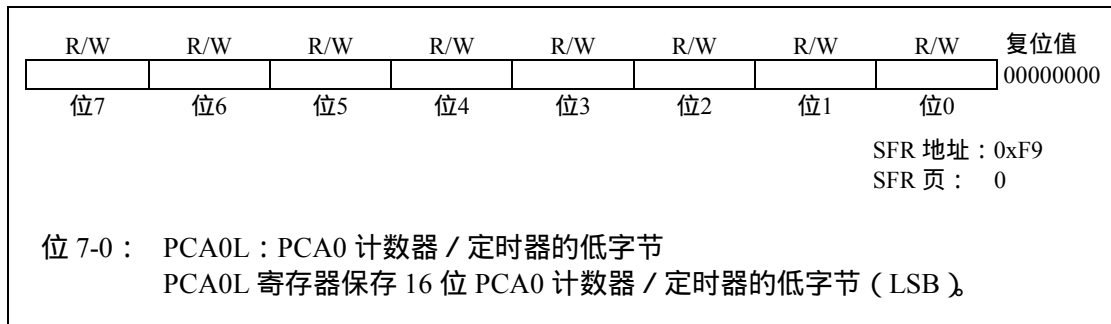 R/W R/W R/W R/W R/W R/W R/W R/W 复位值
00000000
位7 位6 位5 位4 位3 位2 位1 位0
SFR 地址：0xF9
SFR 页： 0
位 7-0： PCA0L：PCA0 计数器／定时器的低字节
PCA0L 寄存器保存 16 位 PCA0 计数器／定时器的低字节（LSB）。